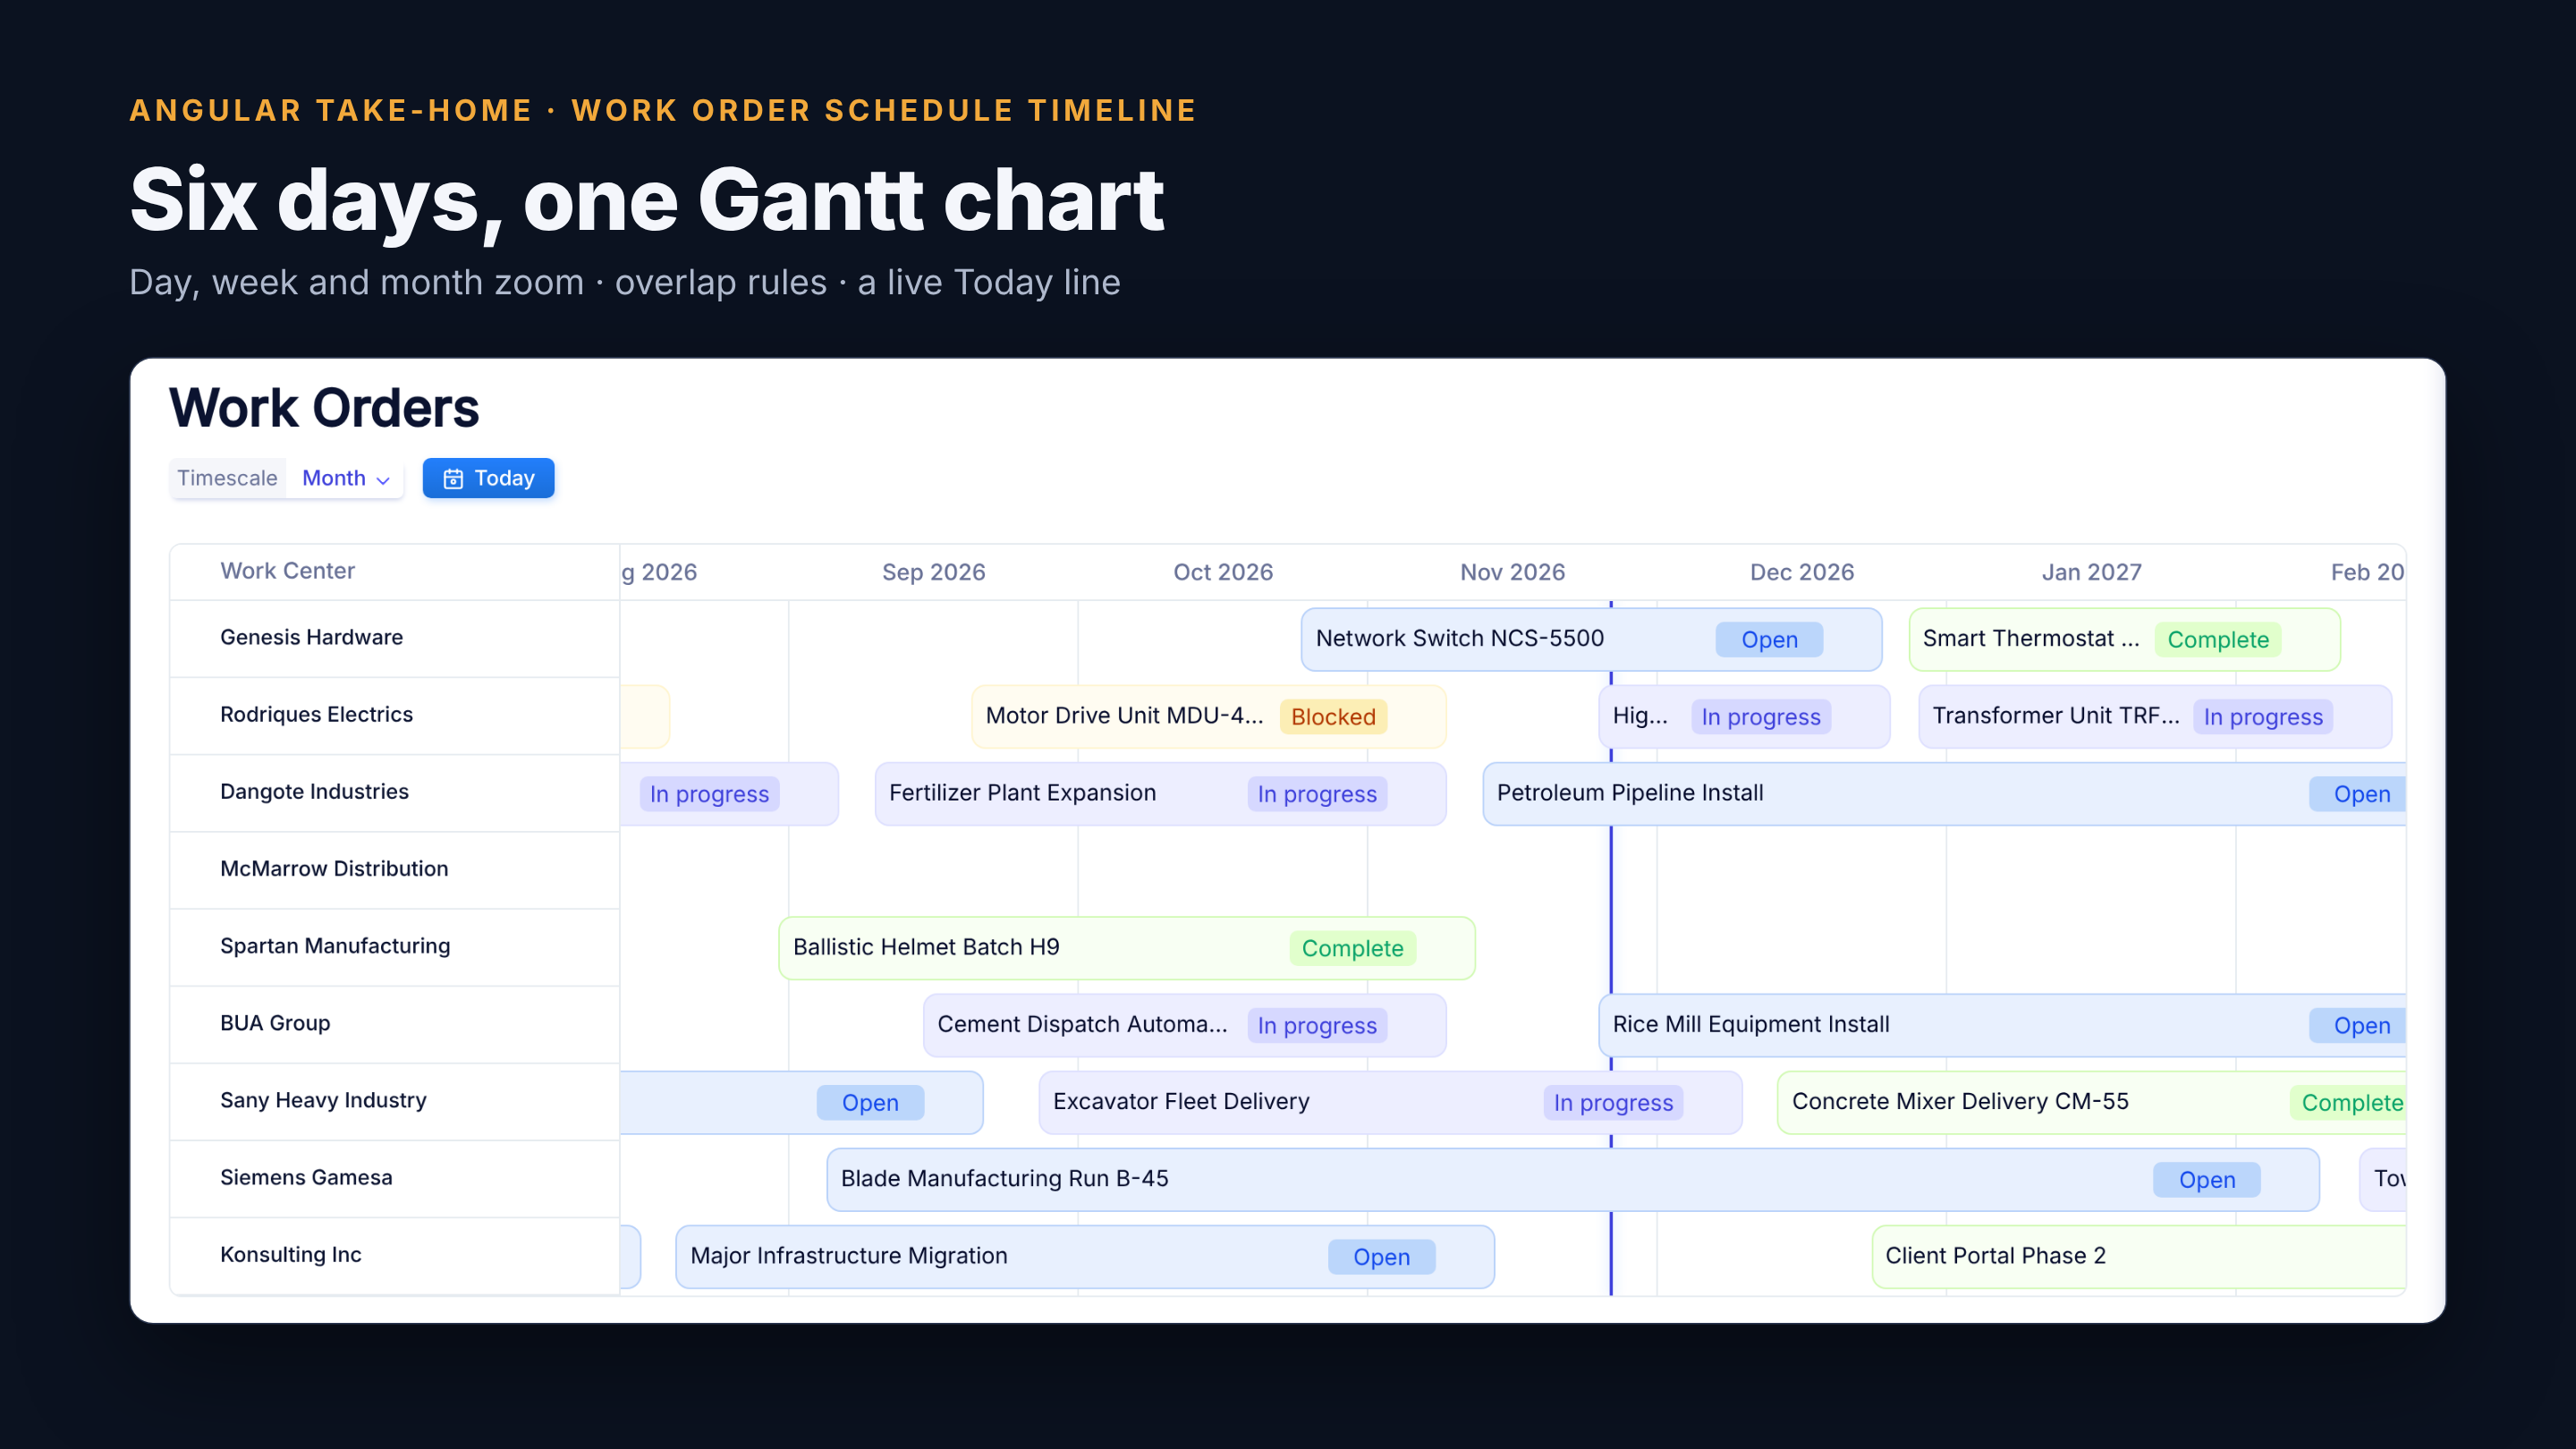 ANGULAR TAKE-HOME · WORK ORDER SCHEDULE TIMELINE
Six days, one Gantt chart
Day, week and month zoom · overlap rules · a live Today line
Work Orders
Timescale Month Today
Work Center g 2026 Sep 2026 Oct 2026 Nov 2026 Dec 2026 Jan 2027 Feb 20
Genesis Hardware Network Switch NCS-5500 Open Smart Thermostat ... Complete
Rodriques Electrics Motor Drive Unit MDU-4... Blocked Hig... In progress Transformer Unit TRF... In progress
Dangote Industries In progress Fertilizer Plant Expansion In progress Petroleum Pipeline Install Open
McMarrow Distribution
Spartan Manufacturing Ballistic Helmet Batch H9 Complete
BUA Group Cement Dispatch Automa... In progress Rice Mill Equipment Install Open
Sany Heavy Industry Open Excavator Fleet Delivery In progress Concrete Mixer Delivery CM-55 Complete
Siemens Gamesa Blade Manufacturing Run B-45 Open Tow
Konsulting Inc Major Infrastructure Migration Open Client Portal Phase 2